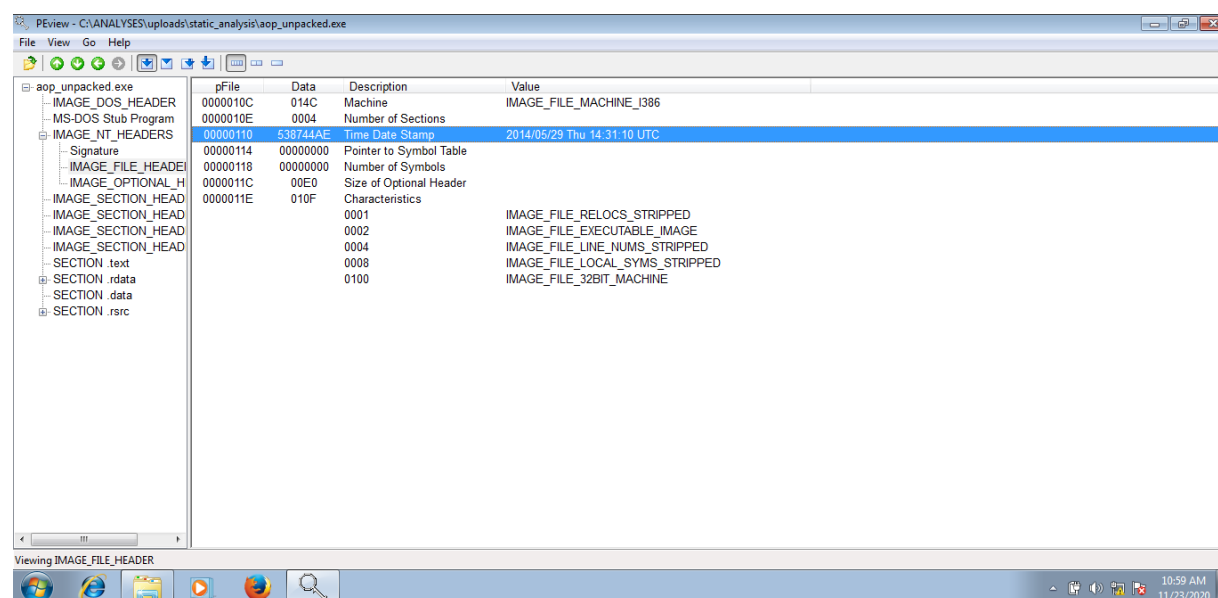 PEview - C:\ANALYSES\uploads\static_analysis\aop_unpacked.exe
File View Go Help
aop_unpacked.exe
IMAGE_DOS_HEADER
MS-DOS Stub Program
IMAGE_NT_HEADERS
Signature
IMAGE_FILE_HEADE
IMAGE_OPTIONAL_H
IMAGE_SECTION_HEAD
IMAGE_SECTION_HEAD
IMAGE_SECTION_HEAD
IMAGE_SECTION_HEAD
SECTION .text
SECTION .rdata
SECTION .data
SECTION .rsrc
pFile Data Description Value
0000010C 014C Machine IMAGE_FILE_MACHINE_I386
0000010E 0004 Number of Sections
00000110 538744AE Time Date Stamp 2014/05/29 Thu 14:31:10 UTC
00000114 00000000 Pointer to Symbol Table
00000118 00000000 Number of Symbols
0000011C 00E0 Size of Optional Header
0000011E 010F Characteristics
0001 IMAGE_FILE_RELOCS_STRIPPED
0002 IMAGE_FILE_EXECUTABLE_IMAGE
0004 IMAGE_FILE_LINE_NUMS_STRIPPED
0008 IMAGE_FILE_LOCAL_SYMS_STRIPPED
0100 IMAGE_FILE_32BIT_MACHINE
Viewing IMAGE_FILE_HEADER
10:59 AM
11/23/2020